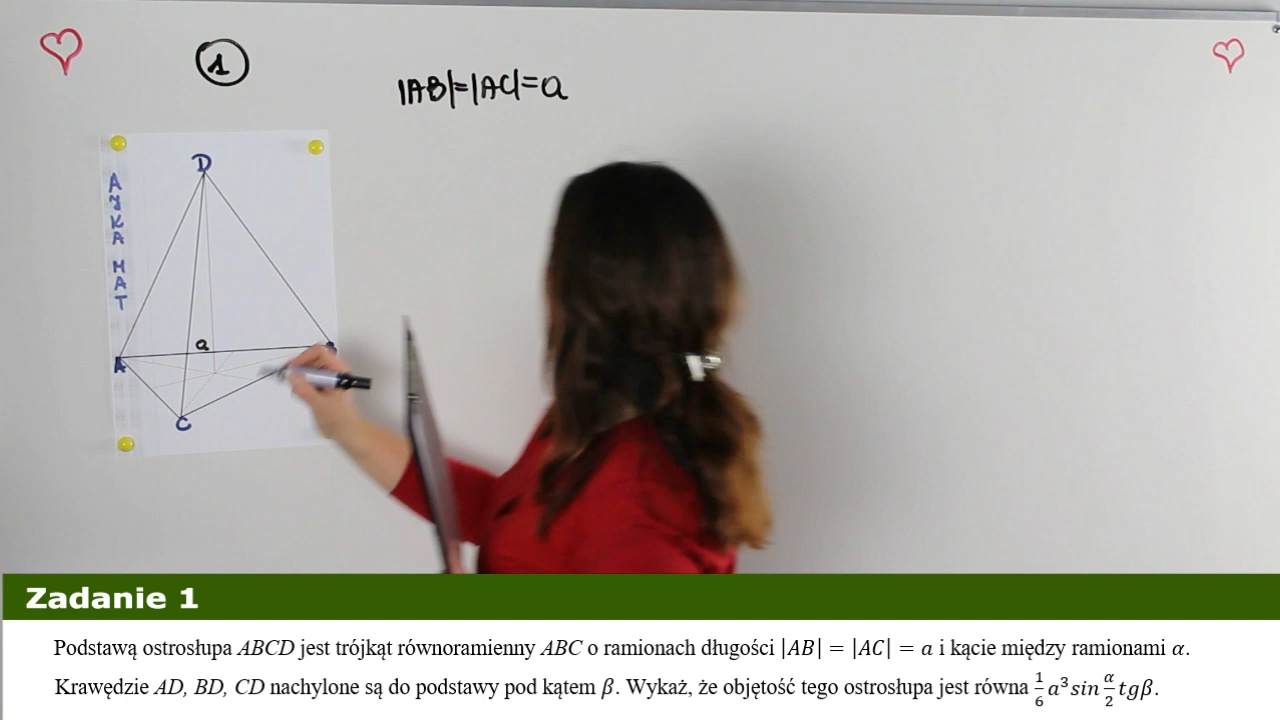 1
|AB|=|AC|=a
D
AJKA MAT
a
A
C
Zadanie 1
Podstawą ostrosłupa ABCD jest trójkąt równoramienny ABC o ramionach długości |AB| = |AC| = a i kącie między ramionami α.
Krawędzie AD, BD, CD nachylone są do podstawy pod kątem β. Wykaż, że objętość tego ostrosłupa jest równa 1/6 a³ sin α/2 tgβ.